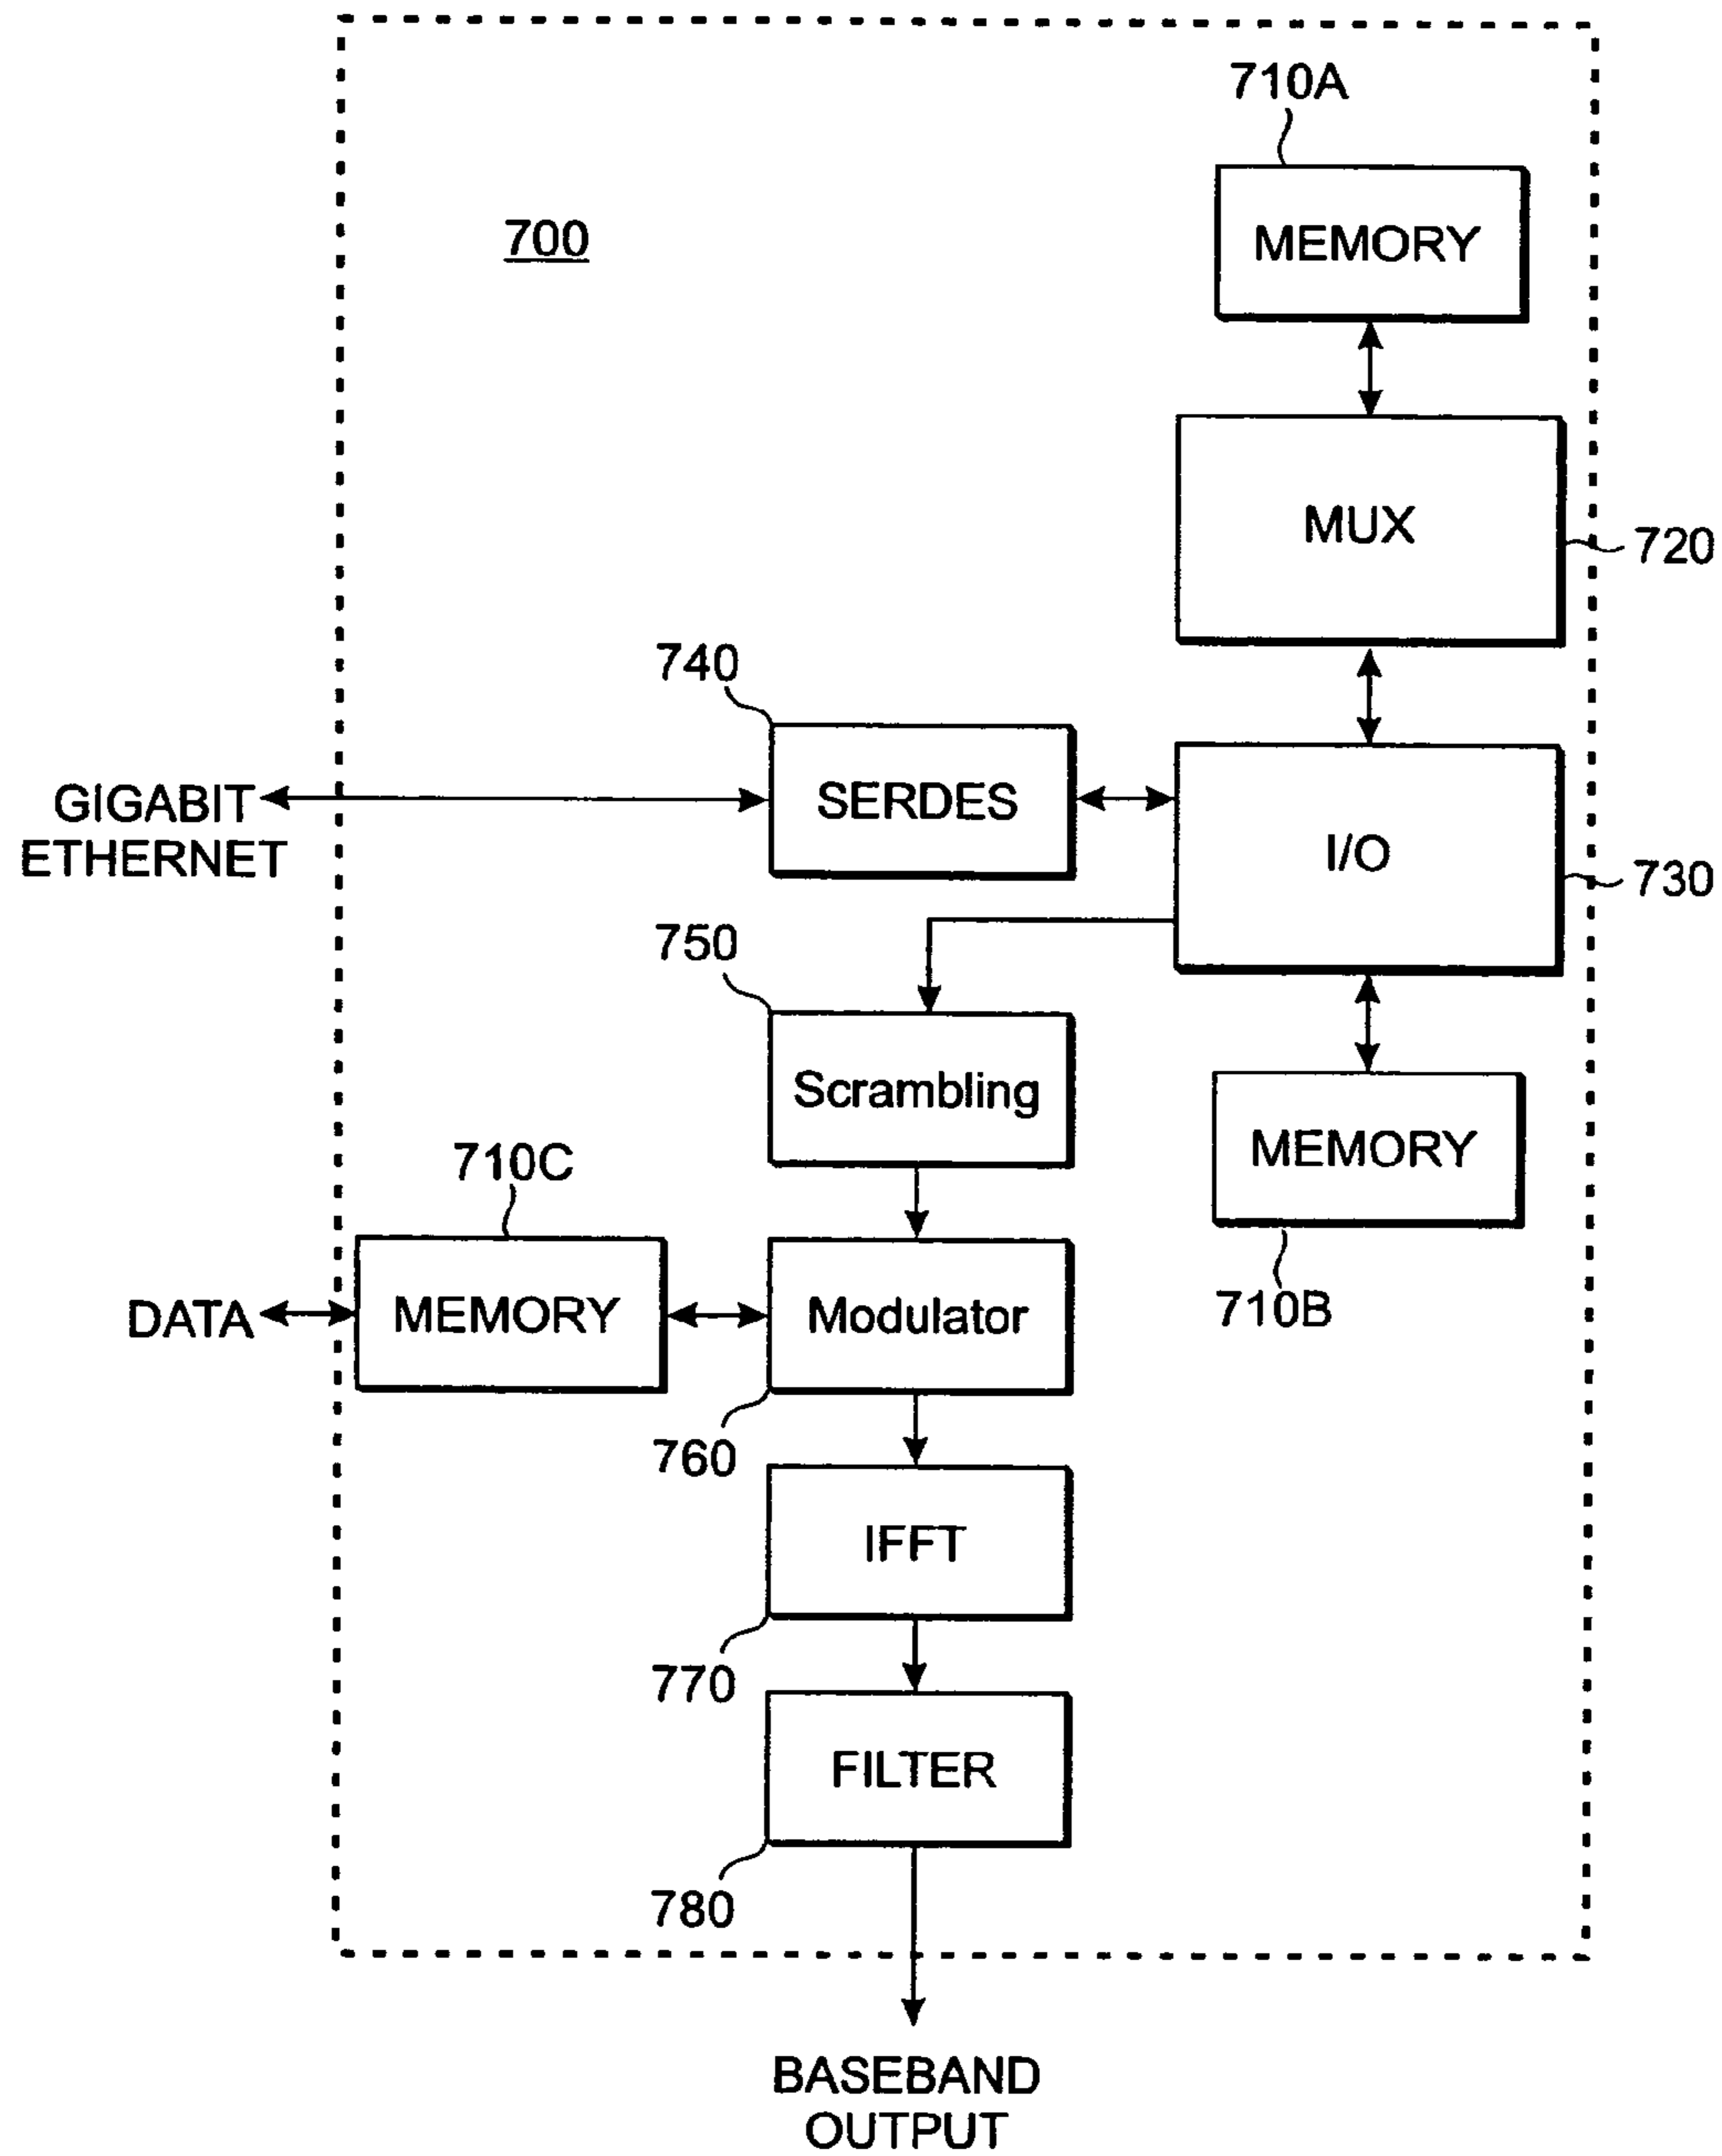 710A
700
MEMORY
MUX
720
740
GIGABIT
ETHERNET
SERDES
I/O
730
750
Scrambling
710C
MEMORY
DATA
MEMORY
Modulator
710B
760
IFFT
770
FILTER
780
BASEBAND
OUTPUT